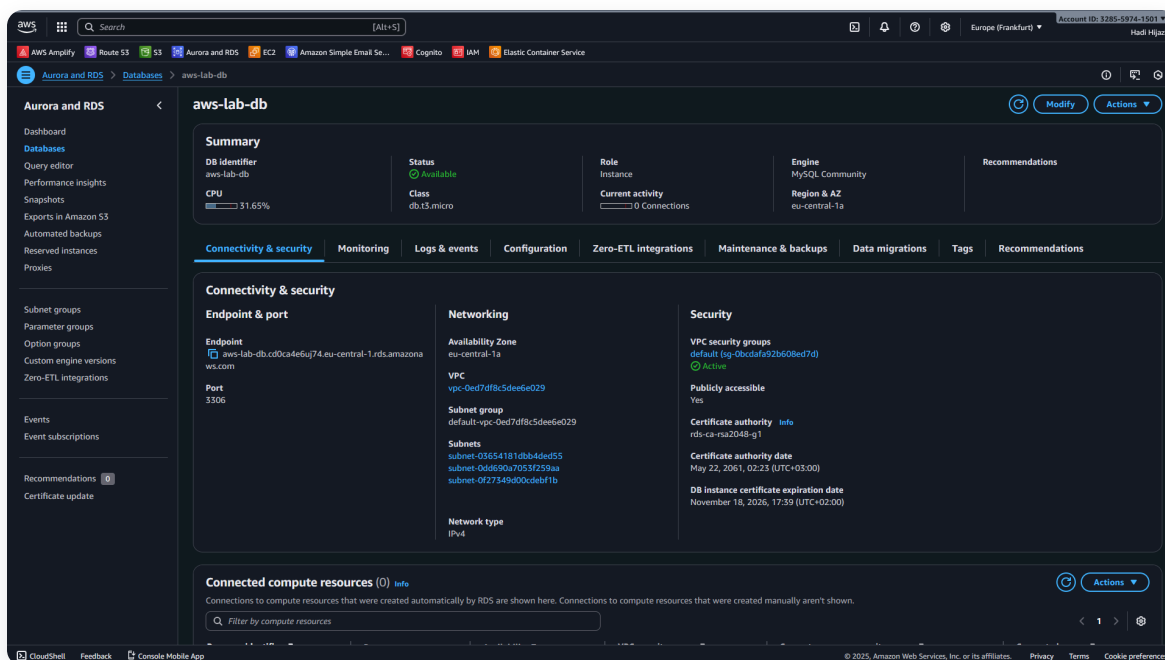 aws
Search [Alt+S]
Europe (Frankfurt) ▼
Account ID: 3285-5974-1501
Hadi Hijaz
AWS Amplify Route 53 S3 Aurora and RDS EC2 Amazon Simple Email Se... Cognito IAM Elastic Container Service
Aurora and RDS > Databases > aws-lab-db
Aurora and RDS
Dashboard
Databases
Query editor
Performance insights
Snapshots
Exports in Amazon S3
Automated backups
Reserved instances
Proxies
Subnet groups
Parameter groups
Option groups
Custom engine versions
Zero-ETL integrations
Events
Event subscriptions
Recommendations 0
Certificate update
aws-lab-db
Modify Actions ▼
Summary
DB identifier
aws-lab-db
Status
Available
Role
Instance
Engine
MySQL Community
Recommendations
CPU
31.65%
Class
db.t3.micro
Current activity
0 Connections
Region & AZ
eu-central-1a
Connectivity & security Monitoring Logs & events Configuration Zero-ETL integrations Maintenance & backups Data migrations Tags Recommendations
Connectivity & security
Endpoint & port
Endpoint
aws-lab-db.cd0ca4e6uj74.eu-central-1.rds.amazona
ws.com
Port
3306
Networking
Availability Zone
eu-central-1a
VPC
vpc-0ed7df8c5dee6e029
Subnet group
default-vpc-0ed7df8c5dee6e029
Subnets
subnet-03654181dbb4ded55
subnet-0dd690a7053f259aa
subnet-0f27349d00cdebf1b
Network type
IPv4
Security
VPC security groups
default (sg-0bcdafa92b608ed7d)
Active
Publicly accessible
Yes
Certificate authority Info
rds-ca-rsa2048-g1
Certificate authority date
May 22, 2061, 02:23 (UTC+03:00)
DB instance certificate expiration date
November 18, 2026, 17:39 (UTC+02:00)
Connected compute resources (0) Info
Actions ▼
Connections to compute resources that were created automatically by RDS are shown here. Connections to compute resources that were created manually aren't shown.
Filter by compute resources
1
CloudShell Feedback Console Mobile App
© 2025, Amazon Web Services, Inc. or its affiliates. Privacy Terms Cookie preference